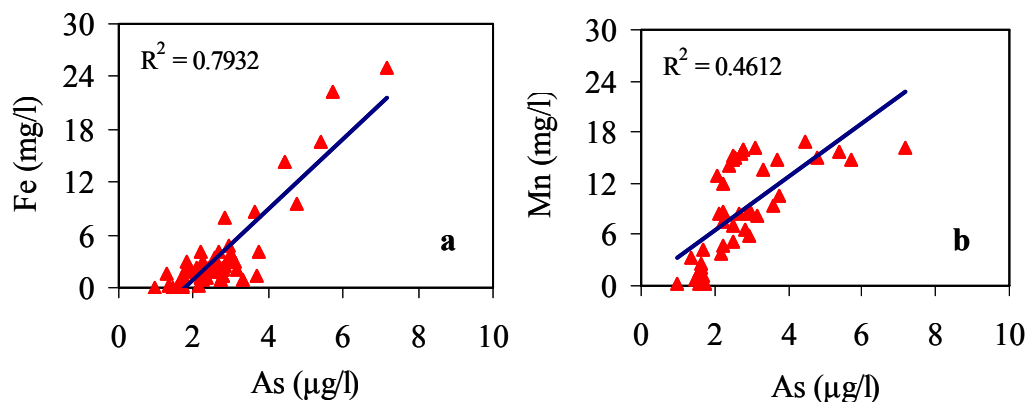 30
24
18
12
6
0
Fe (mg/l)
R² = 0.7932
a
0 2 4 6 8 10
As (µg/l)
30
24
18
12
6
0
Mn (mg/l)
R² = 0.4612
b
0 2 4 6 8 10
As (µg/l)